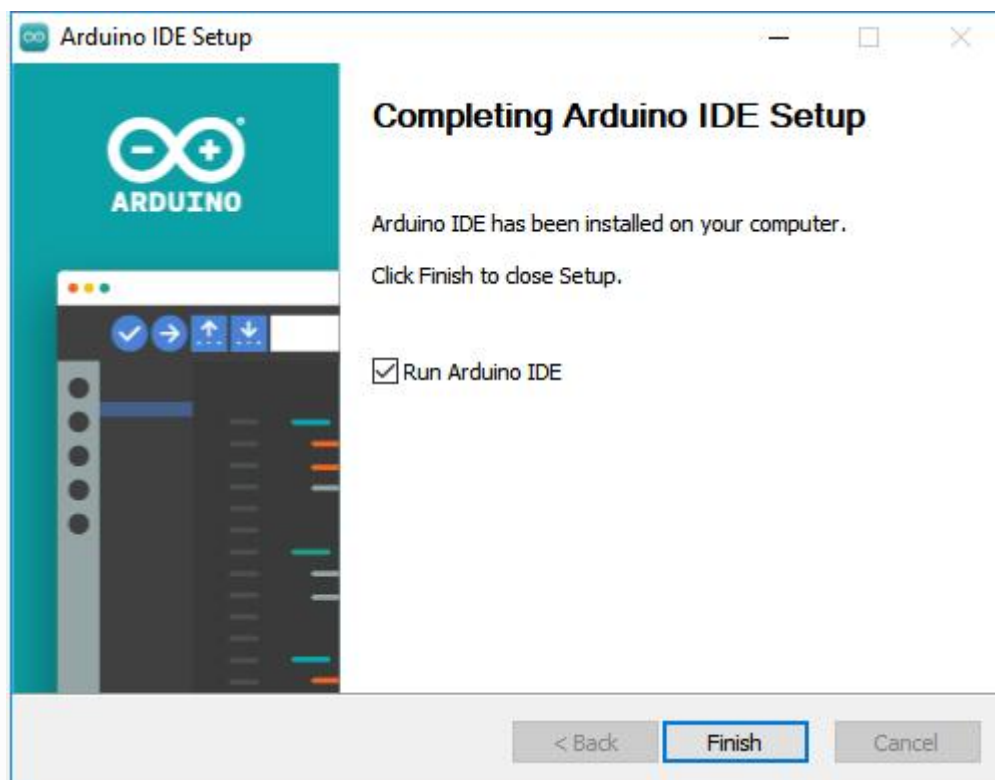 Arduino IDE Setup
ARDUINO
Completing Arduino IDE Setup
Arduino IDE has been installed on your computer.
Click Finish to close Setup.
Run Arduino IDE
< Back
Finish
Cancel